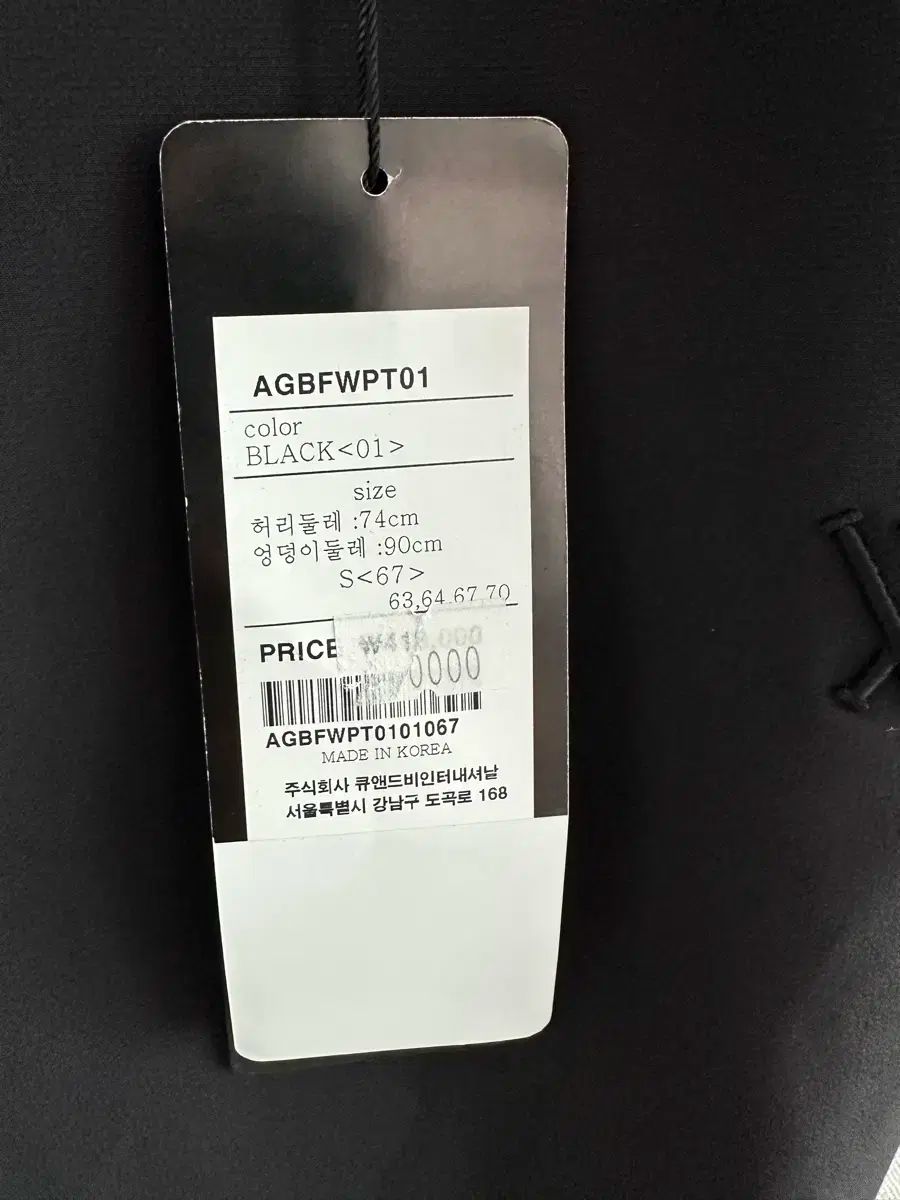 AGBFWPT01
color
BLACK<01>
size
허리둘레 :74cm
엉덩이둘레 :90cm
S<67>
63,64,67,70
PRICE
AGBFWPT0101067
MADE IN KOREA
주식회사 큐앤드비인터내셔날
서울특별시 강남구 도곡로 168